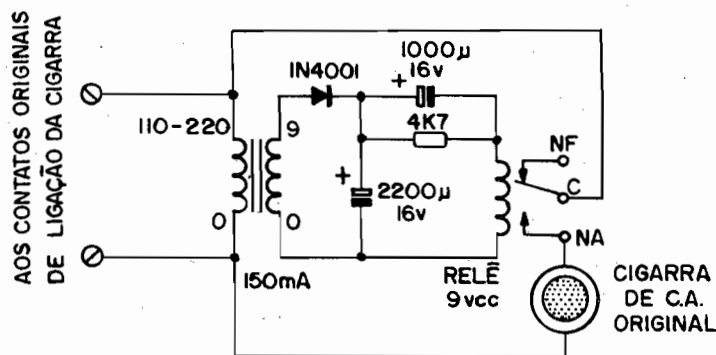 AOS CONTATOS ORIGINAIS
DE LIGAÇÃO DA CIGARRA
110-220
0
9
0
150mA
1N4001
+
1000µ
16v
4K7
+
2200µ
16v
RELÊ
9vcc
NF
C
NA
CIGARRA
DE C.A.
ORIGINAL